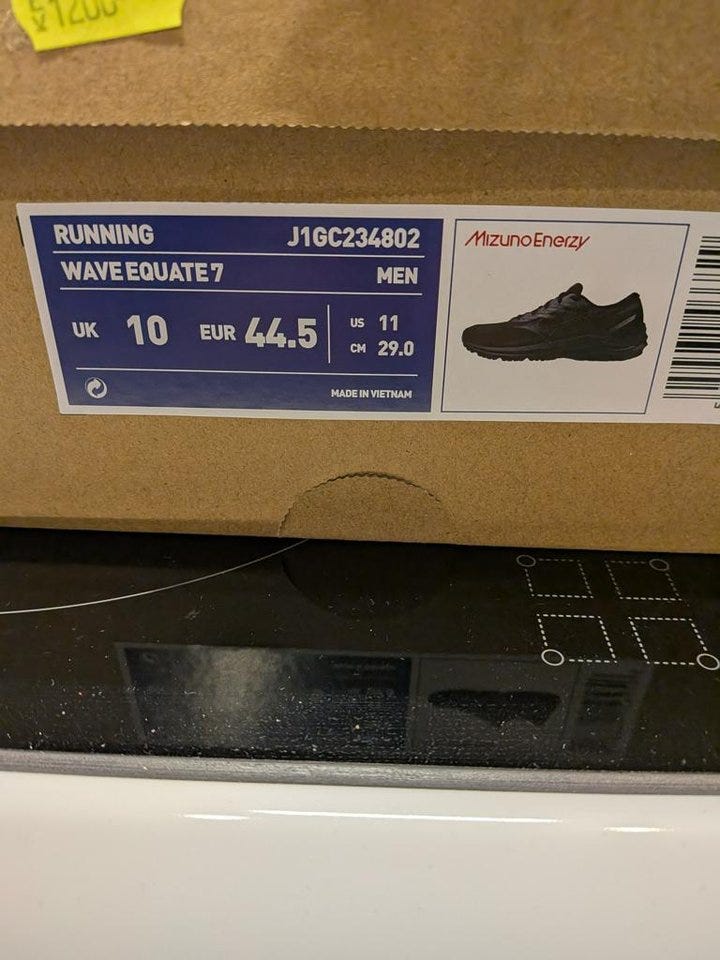 RUNNING J1GC234802
WAVE EQUATE 7 MEN
UK 10 EUR 44.5 US 11
CM 29.0
MADE IN VIETNAM
MizunoEnerzy